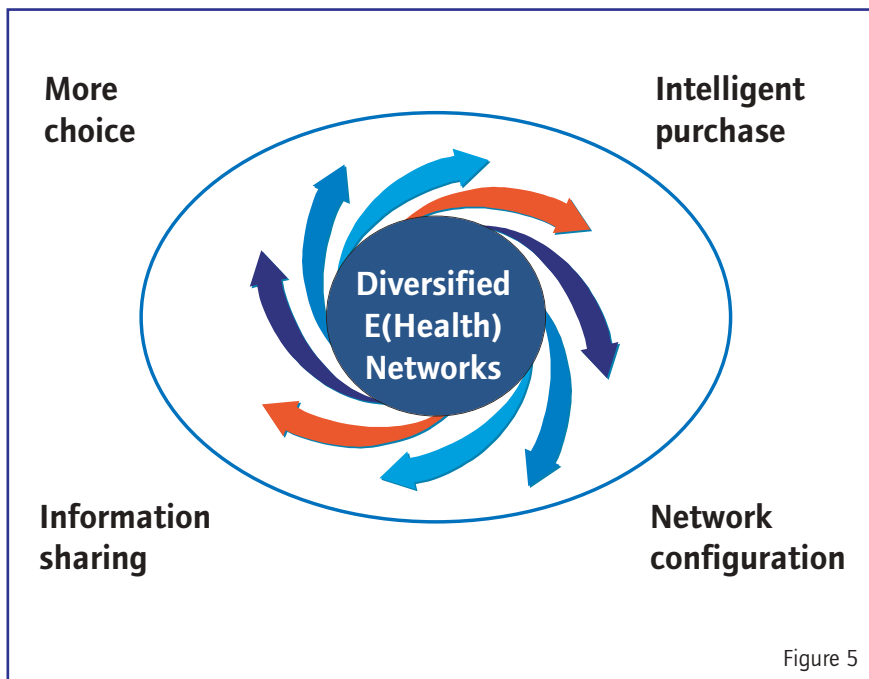 More
choice
Intelligent
purchase
Diversified
E(Health)
Networks
Information
sharing
Network
configuration
Figure 5